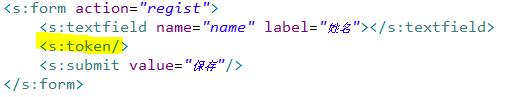 <s:form action="regist">
<s:textfield name="name" label="姓名"></s:textfield>
<s:token/>
<s:submit value="保存"/>
</s:form>